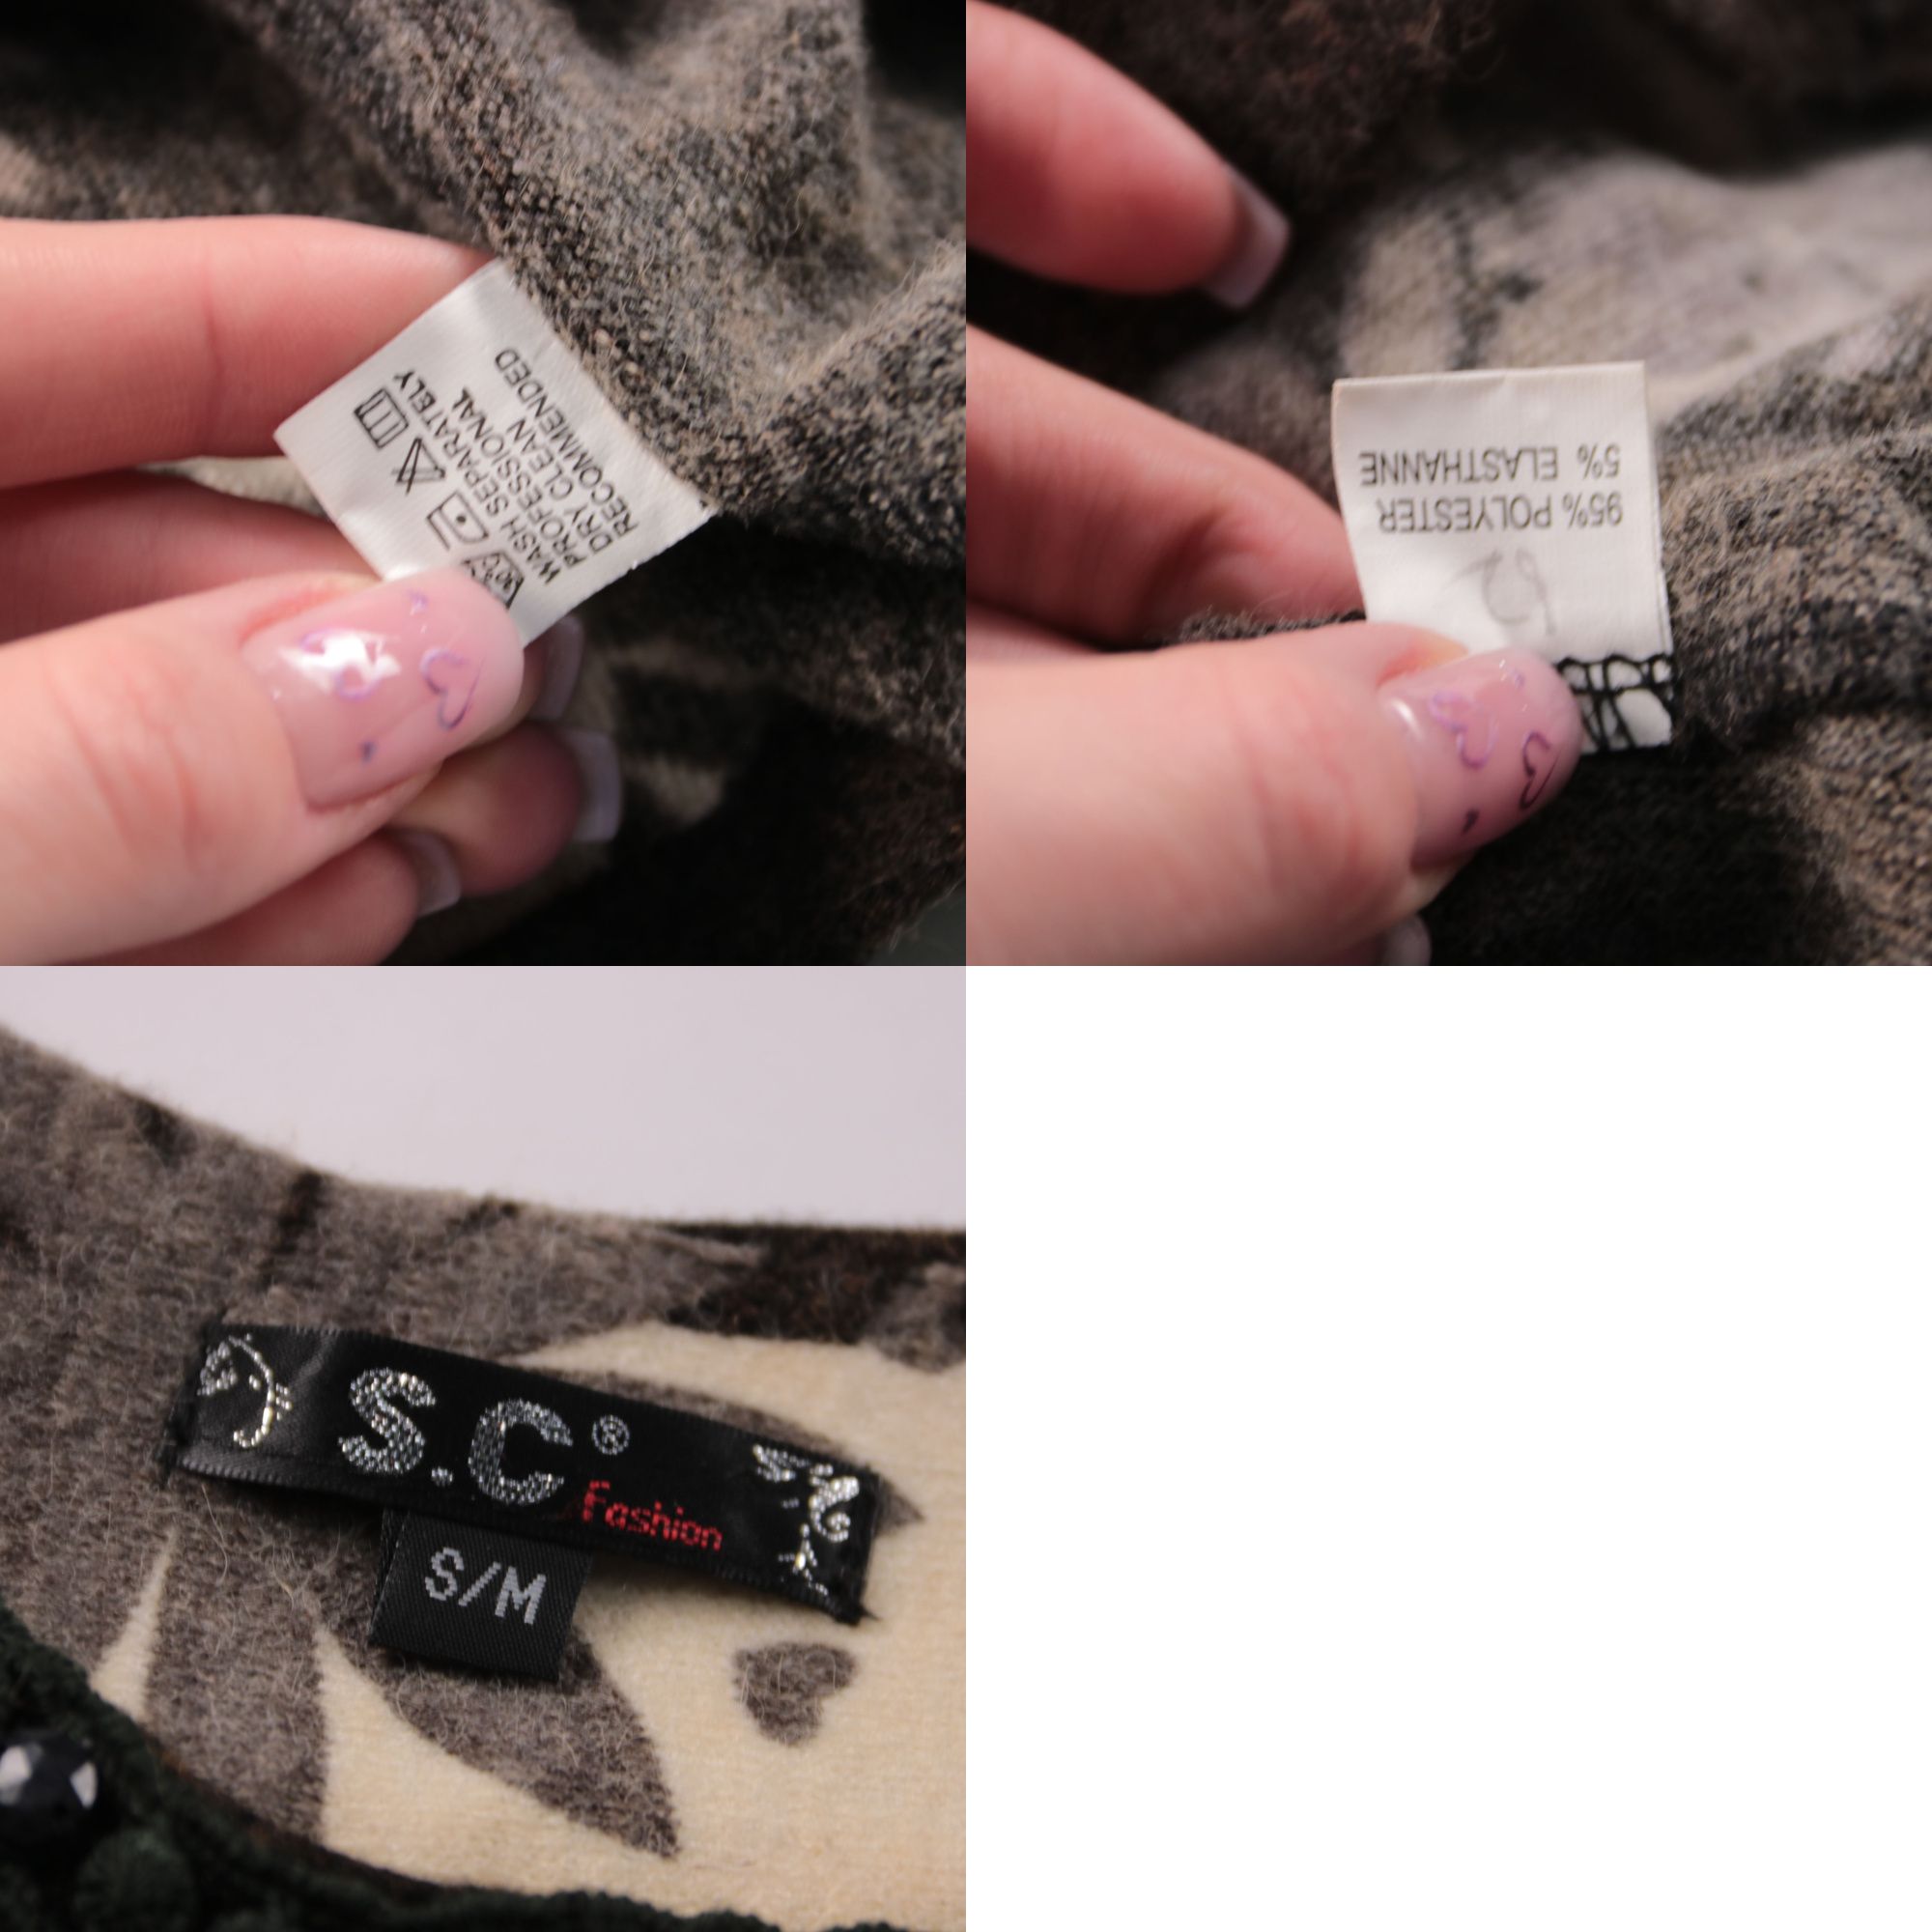 WASH SEPARATELY
PROFESSIONAL
DRY CLEAN
RECOMMENDED
95% POLYESTER
5% ELASTHANNE
S.C®
Fashion
S/M